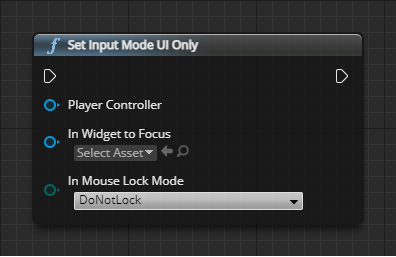 f Set Input Mode UI Only
Player Controller
In Widget to Focus
Select Asset
In Mouse Lock Mode
DoNotLock